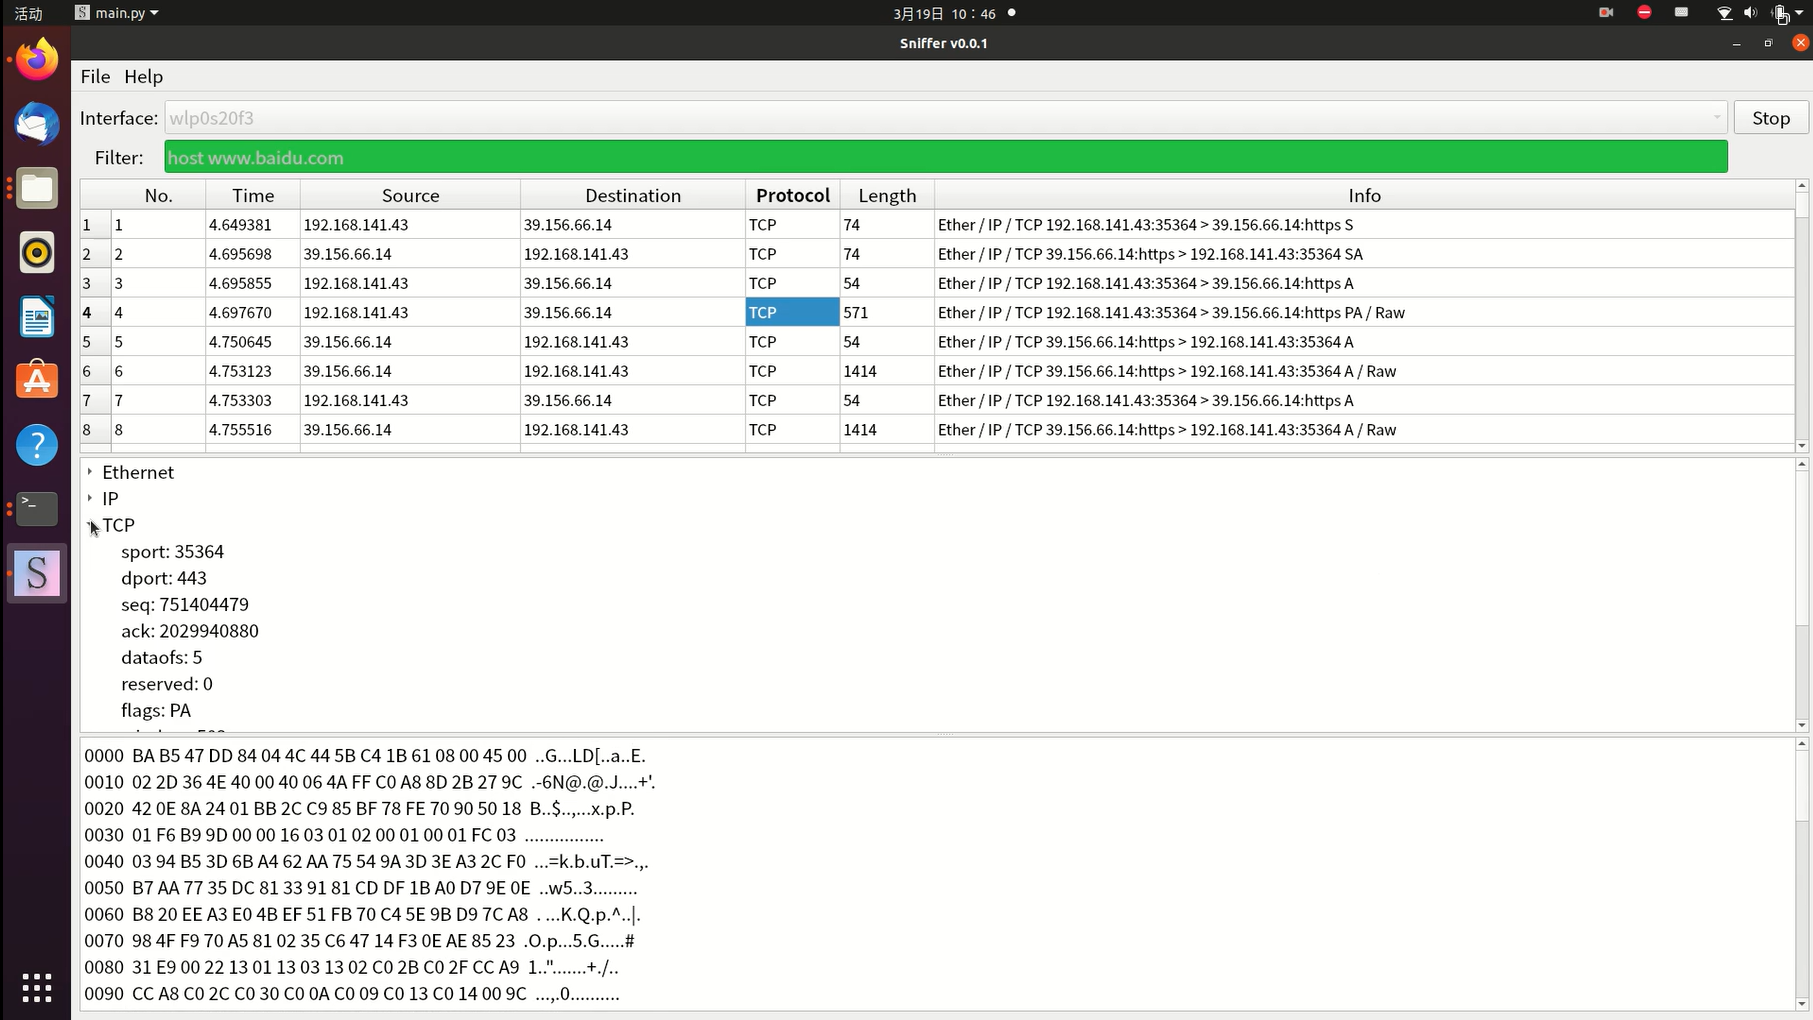 活动 main.py 3月19日 10：46
Sniffer v0.0.1
File Help
Interface: wlp0s20f3 Stop
Filter: host www.baidu.com
No. Time Source Destination Protocol Length Info
1 1 4.649381 192.168.141.43 39.156.66.14 TCP 74 Ether / IP / TCP 192.168.141.43:35364 > 39.156.66.14:https S
2 2 4.695698 39.156.66.14 192.168.141.43 TCP 74 Ether / IP / TCP 39.156.66.14:https > 192.168.141.43:35364 SA
3 3 4.695855 192.168.141.43 39.156.66.14 TCP 54 Ether / IP / TCP 192.168.141.43:35364 > 39.156.66.14:https A
4 4 4.697670 192.168.141.43 39.156.66.14 TCP 571 Ether / IP / TCP 192.168.141.43:35364 > 39.156.66.14:https PA / Raw
5 5 4.750645 39.156.66.14 192.168.141.43 TCP 54 Ether / IP / TCP 39.156.66.14:https > 192.168.141.43:35364 A
6 6 4.753123 39.156.66.14 192.168.141.43 TCP 1414 Ether / IP / TCP 39.156.66.14:https > 192.168.141.43:35364 A / Raw
7 7 4.753303 192.168.141.43 39.156.66.14 TCP 54 Ether / IP / TCP 192.168.141.43:35364 > 39.156.66.14:https A
8 8 4.755516 39.156.66.14 192.168.141.43 TCP 1414 Ether / IP / TCP 39.156.66.14:https > 192.168.141.43:35364 A / Raw
Ethernet
IP
TCP
sport: 35364
dport: 443
seq: 751404479
ack: 2029940880
dataofs: 5
reserved: 0
flags: PA
0000 BA B5 47 DD 84 04 4C 44 5B C4 1B 61 08 00 45 00 ..G...LD[..a..E.
0010 02 2D 36 4E 40 00 40 06 4A FF C0 A8 8D 2B 27 9C .-6N@.@.J....+'.
0020 42 0E 8A 24 01 BB 2C C9 85 BF 78 FE 70 90 50 18 B..$..,...x.p.P.
0030 01 F6 B9 9D 00 00 16 03 01 02 00 01 00 01 FC 03 ................
0040 03 94 B5 3D 6B A4 62 AA 75 54 9A 3D 3E A3 2C F0 ...=k.b.uT.=>.,.
0050 B7 AA 77 35 DC 81 33 91 81 CD DF 1B A0 D7 9E 0E ..w5..3.........
0060 B8 20 EE A3 E0 4B EF 51 FB 70 C4 5E 9B D9 7C A8 . ...K.Q.p.^..|.
0070 98 4F F9 70 A5 81 02 35 C6 47 14 F3 0E AE 85 23 .O.p...5.G.....#
0080 31 E9 00 22 13 01 13 03 13 02 C0 2B C0 2F CC A9 1..".......+./..
0090 CC A8 C0 2C C0 30 C0 0A C0 09 C0 13 C0 14 00 9C ...,.0..........